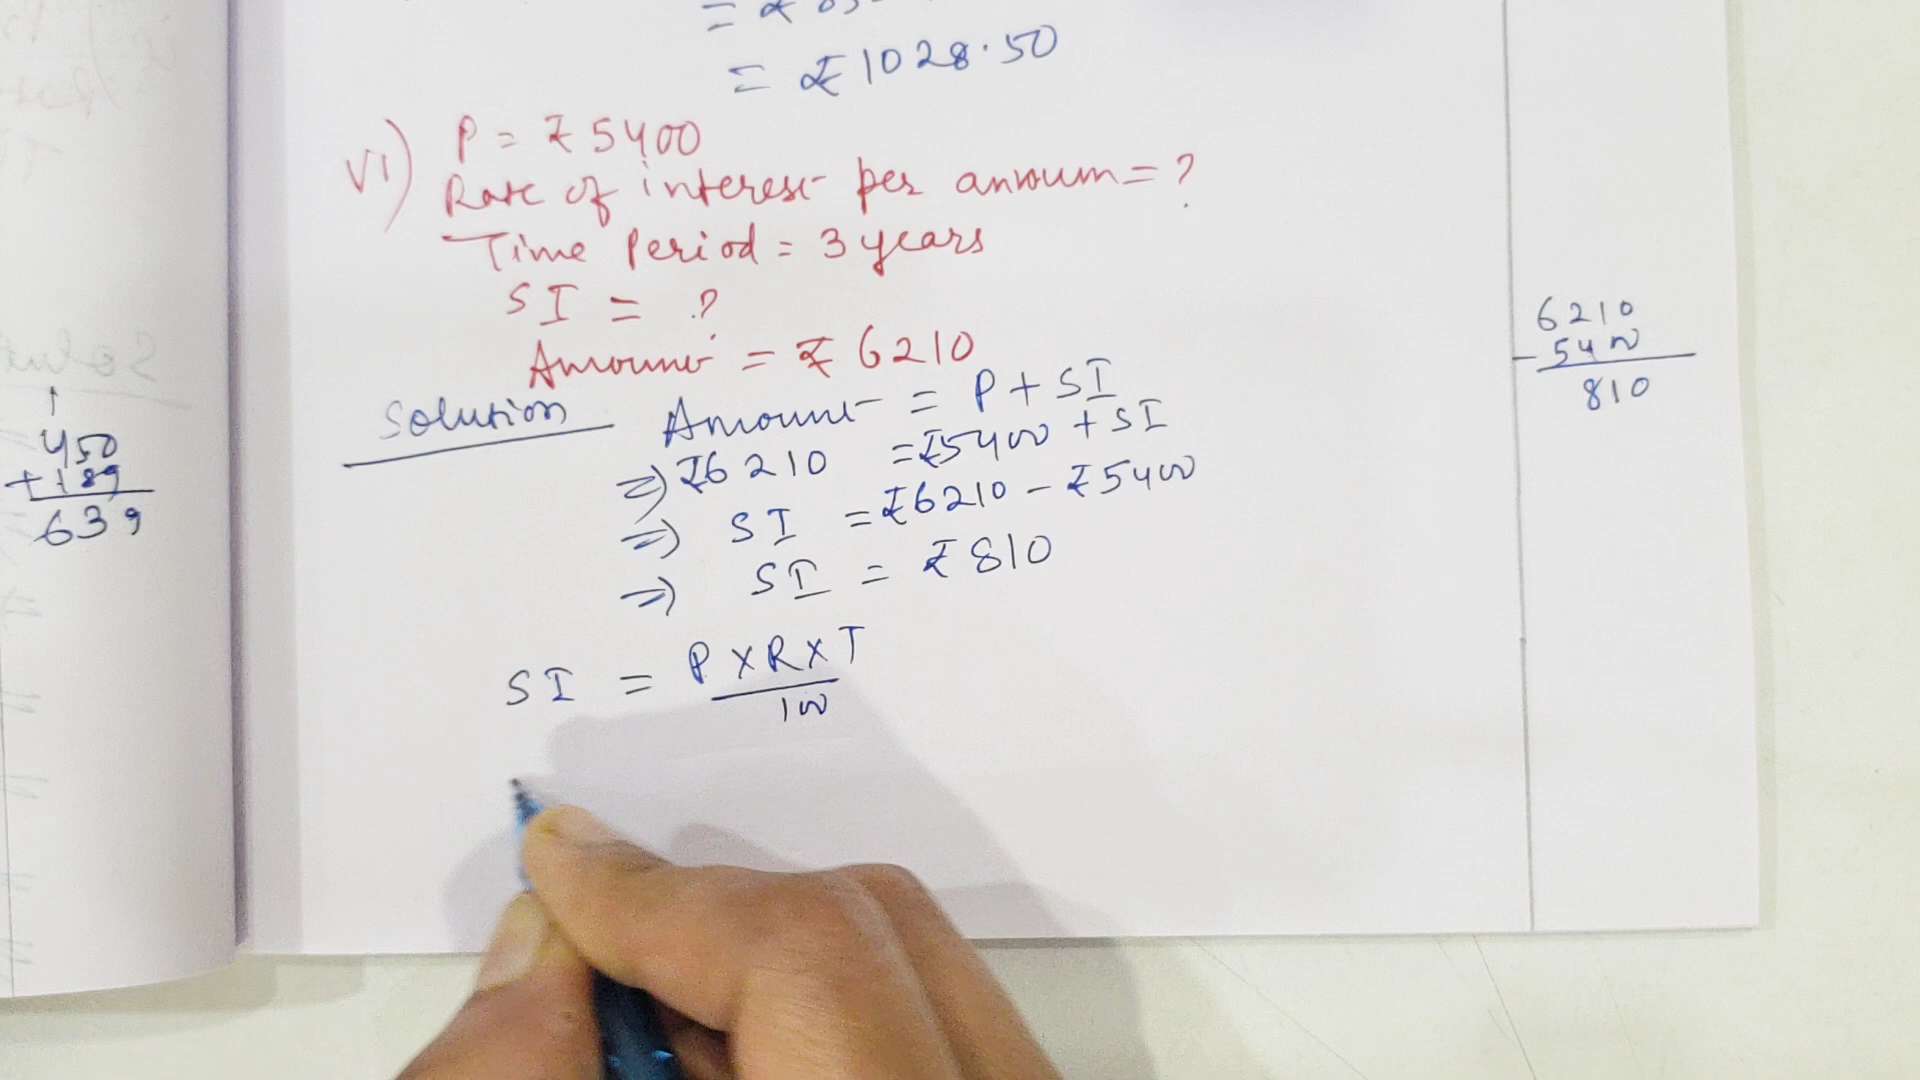 = ₹1028.50
VI) P = ₹5400
Rate of interest per annum = ?
Time Period = 3 years
SI = ?
Amount = ₹6210
Solution Amount = P + SI
⇒ ₹6210 = ₹5400 + SI
⇒ SI = ₹6210 - ₹5400
⇒ SI = ₹810
SI = P×R×T
100
6210
- 5400
810
450
+189
639